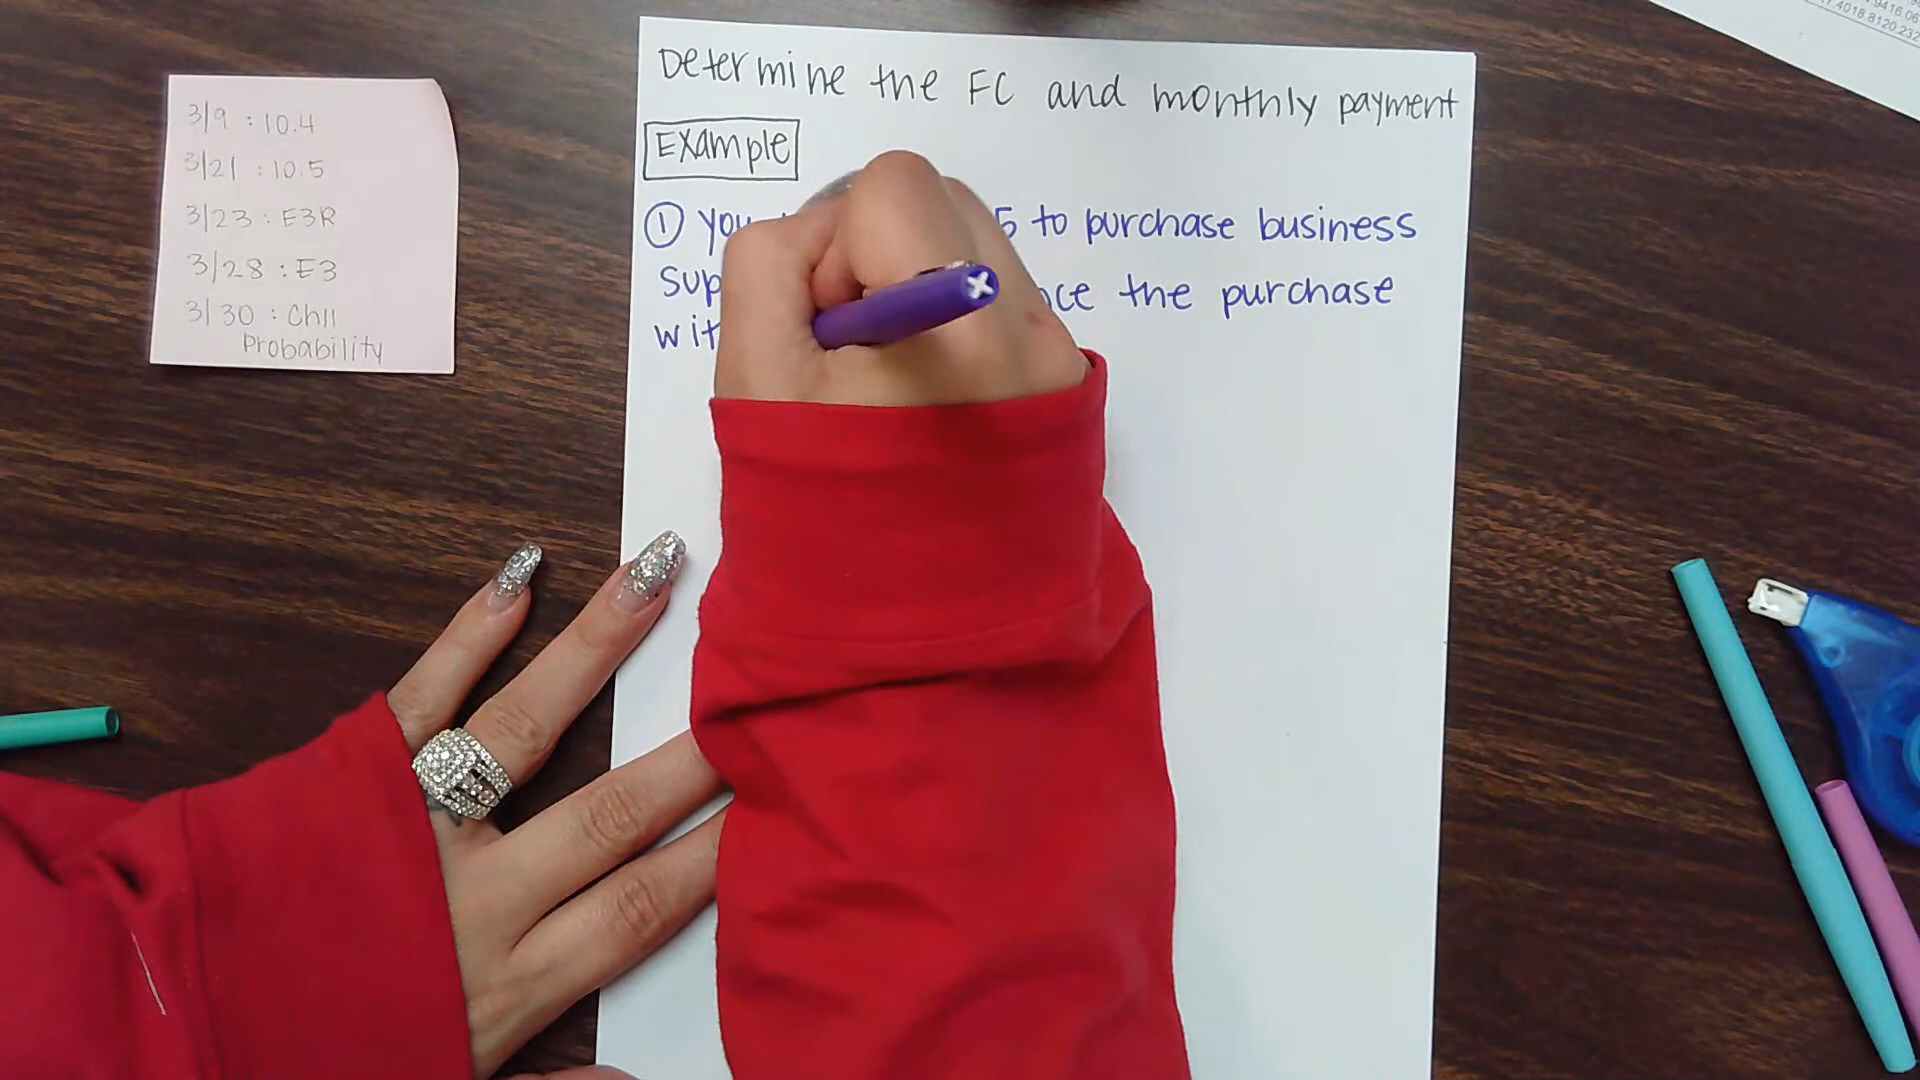 3/9 : 10.4
3/21 : 10.5
3/23 : E3R
3/28 : E3
3/30 : Ch11
Probability
Determine the FC and monthly payment
Example
① you 5 to purchase business
sup the purchase
wit